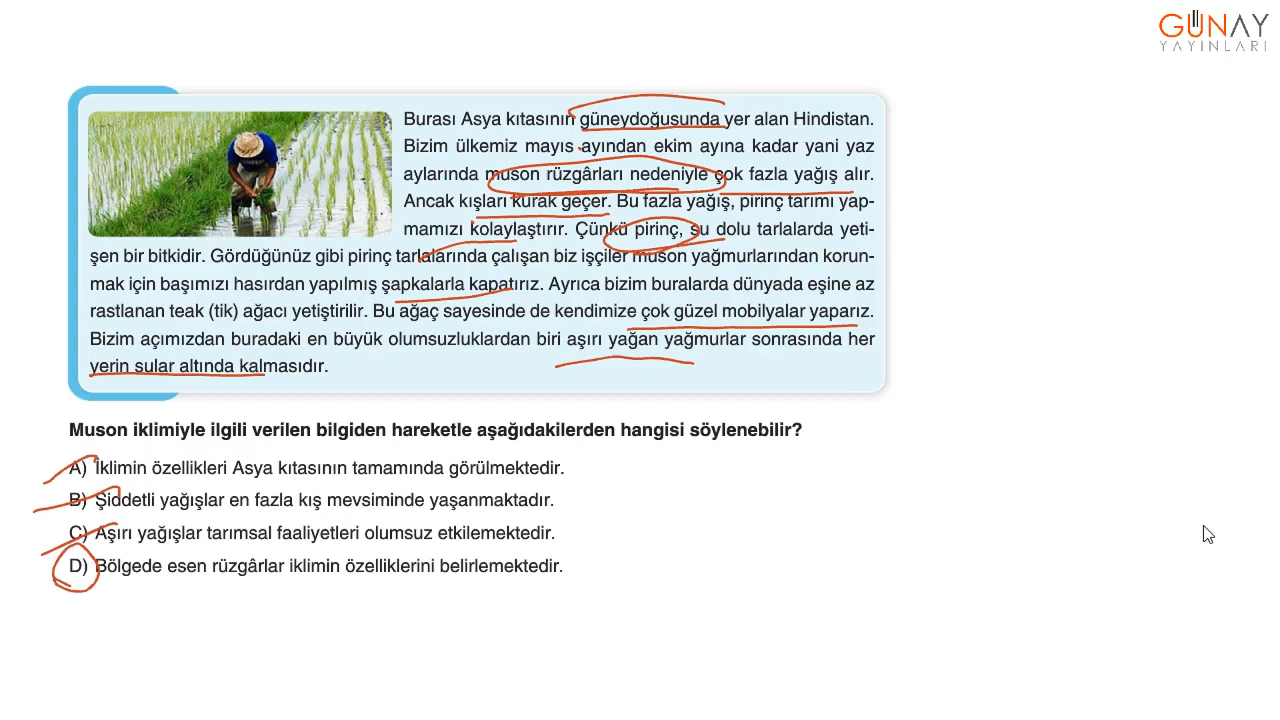 GÜNAY
YAYINLARI
Burası Asya kıtasının güneydoğusunda yer alan Hindistan.
Bizim ülkemiz mayıs ayından ekim ayına kadar yani yaz
aylarında muson rüzgârları nedeniyle çok fazla yağış alır.
Ancak kışları kurak geçer. Bu fazla yağış, pirinç tarımı yap-
mamızı kolaylaştırır. Çünkü pirinç, su dolu tarlalarda yeti-
şen bir bitkidir. Gördüğünüz gibi pirinç tarlalarında çalışan biz işçiler muson yağmurlarından korun-
mak için başımızı hasırdan yapılmış şapkalarla kapatırız. Ayrıca bizim buralarda dünyada eşine az
rastlanan teak (tik) ağacı yetiştirilir. Bu ağaç sayesinde de kendimize çok güzel mobilyalar yaparız.
Bizim açımızdan buradaki en büyük olumsuzluklardan biri aşırı yağan yağmurlar sonrasında her
yerin sular altında kalmasıdır.
Muson iklimiyle ilgili verilen bilgiden hareketle aşağıdakilerden hangisi söylenebilir?
A) İklimin özellikleri Asya kıtasının tamamında görülmektedir.
B) Şiddetli yağışlar en fazla kış mevsiminde yaşanmaktadır.
C) Aşırı yağışlar tarımsal faaliyetleri olumsuz etkilemektedir.
D) Bölgede esen rüzgârlar iklimin özelliklerini belirlemektedir.